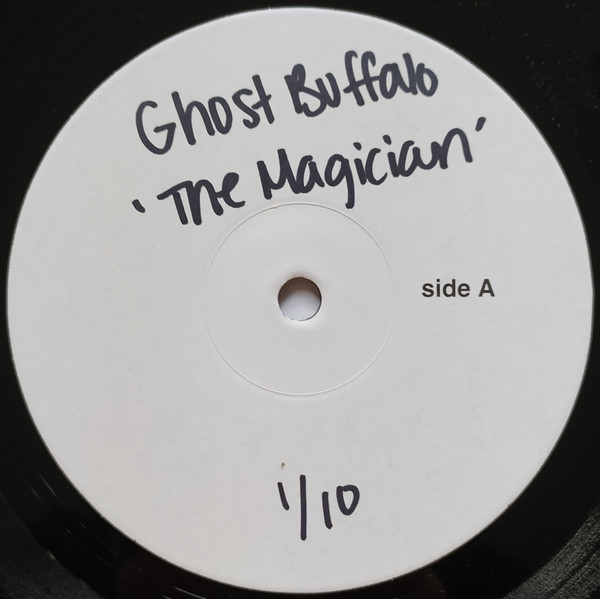 Ghost Buffalo
'The Magician'
side A
1/10